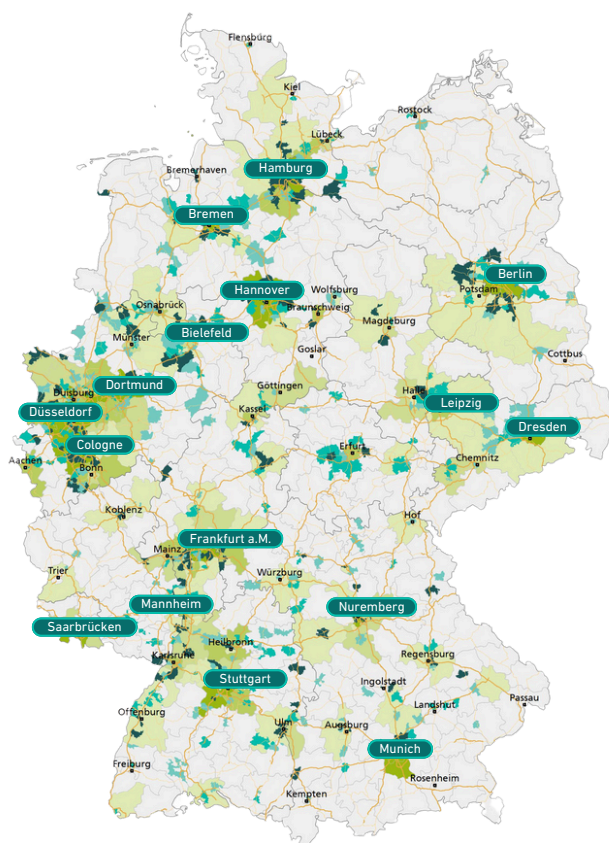 Flensburg
Kiel
Rostock
Lübeck
Hamburg
Bremerhaven
Bremen
Berlin
Hannover
Wolfsburg
Potsdam
Osnabrück
Braunschweig
Magdeburg
Bielefeld
Münster
Goslar
Cottbus
Dortmund
Göttingen
Duisburg
Halle
Leipzig
Düsseldorf
Kassel
Dresden
Cologne
Erfurt
Aachen
Bonn
Chemnitz
Koblenz
Hof
Frankfurt a.M.
Mainz
Trier
Würzburg
Mannheim
Nuremberg
Saarbrücken
Heilbronn
Karlsruhe
Regensburg
Stuttgart
Ingolstadt
Passau
Landshut
Offenburg
Ulm
Augsburg
Munich
Freiburg
Rosenheim
Kempten